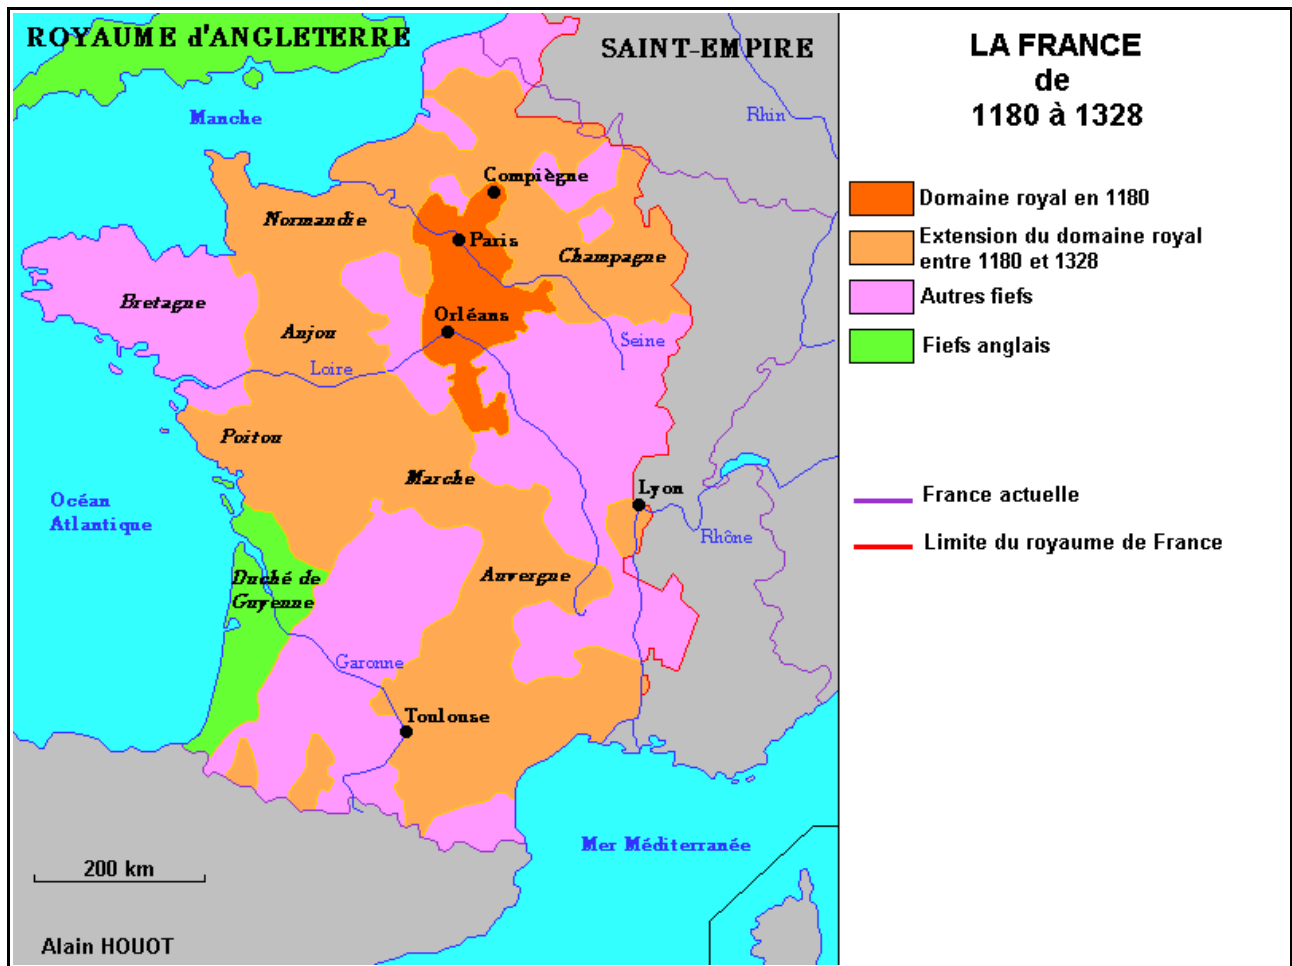 ROYAUME d'ANGLETERRE
SAINT-EMPIRE
LA FRANCE
de
1180 à 1328
Manche
Rhin
Compiègne
Domaine royal en 1180
Normandie
Paris
Champagne
Extension du domaine royal
entre 1180 et 1328
Bretagne
Autres fiefs
Orléans
Anjou
Seine
Fiefs anglais
Loire
Poitou
Marche
Lyon
Océan
Atlantique
France actuelle
Rhône
Limite du royaume de France
Duché de
Guyenne
Auvergne
Garonne
Toulouse
Mer Méditerranée
200 km
Alain HOUOT